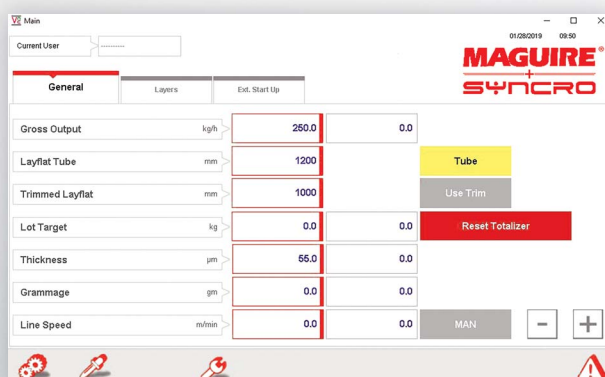 Main
01/28/2019 09:50
Current User
----------
MAGUIRE®
+
SYNCRO
General
Layers
Ext. Start Up
Gross Output kg/h 250.0 0.0
Layflat Tube mm 1200 Tube
Trimmed Layflat mm 1000 Use Trim
Lot Target kg 0.0 0.0 Reset Totalizer
Thickness µm 55.0 0.0
Grammage gm 0.0 0.0
Line Speed m/min 0.0 0.0 MAN - +